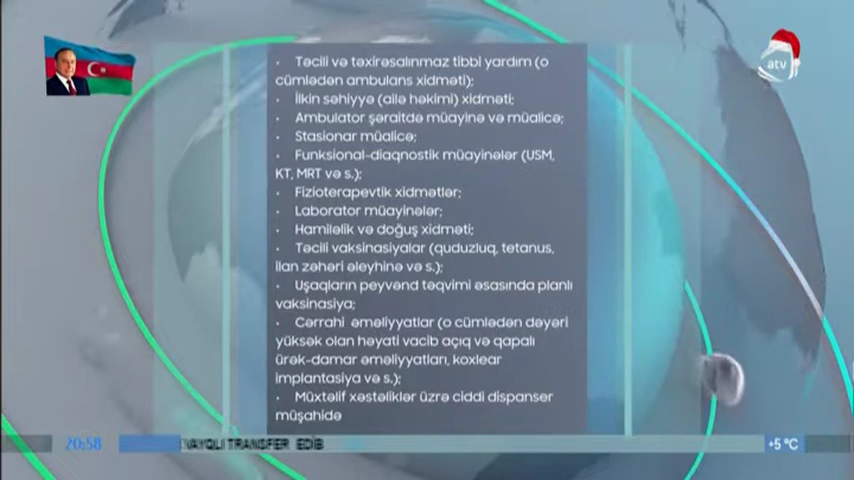 atv
• Təcili və təxirəsalınmaz tibbi yardım (o
cümlədən ambulans xidməti);
• İlkin səhiyyə (ailə həkimi) xidməti;
• Ambulator şəraitdə müayinə və müalicə;
• Stasionar müalicə;
• Funksional-diaqnostik müayinələr (USM,
KT, MRT və s.);
• Fizioterapevtik xidmətlər;
• Laborator müayinələr;
• Hamiləlik və doğuş xidməti;
• Təcili vaksinasiyalar (quduzluq, tetanus,
ilan zəhəri əleyhinə və s.);
• Uşaqların peyvənd təqvimi əsasında planlı
vaksinasiya;
• Cərrahi əməliyyatlar (o cümlədən dəyəri
yüksək olan həyati vacib açıq və qapalı
ürək-damar əməliyyatları, koxlear
implantasiya və s.);
• Müxtəlif xəstəliklər üzrə ciddi dispanser
müşahidə
20:58 VAYQLI TRANSFER EDİB +5 °C